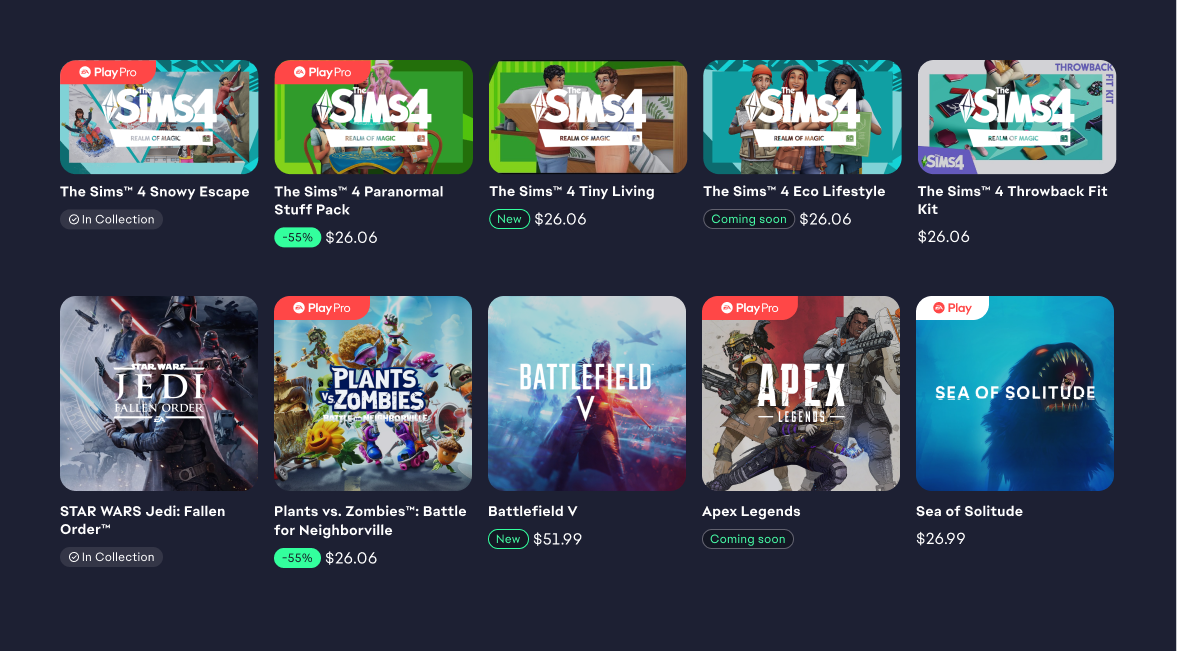 EA Play Pro
The Sims 4
REALM OF MAGIC
EA Play Pro
The Sims 4
REALM OF MAGIC
The Sims 4
REALM OF MAGIC
The Sims 4
REALM OF MAGIC
THROWBACK
FIT KIT
The Sims 4
REALM OF MAGIC
The SIMS 4
The Sims™ 4 Snowy Escape
In Collection
The Sims™ 4 Paranormal
Stuff Pack
-55% $26.06
The Sims™ 4 Tiny Living
New $26.06
The Sims™ 4 Eco Lifestyle
Coming soon $26.06
The Sims™ 4 Throwback Fit
Kit
$26.06
STAR WARS
JEDI
FALLEN ORDER
EA
EA Play Pro
PLANTS
VS ZOMBIES
BATTLE FOR NEIGHBORVILLE
BATTLEFIELD
V
EA Play Pro
APEX
LEGENDS
EA Play
SEA OF SOLITUDE
STAR WARS Jedi: Fallen
Order™
In Collection
Plants vs. Zombies™: Battle
for Neighborville
-55% $26.06
Battlefield V
New $51.99
Apex Legends
Coming soon
Sea of Solitude
$26.99